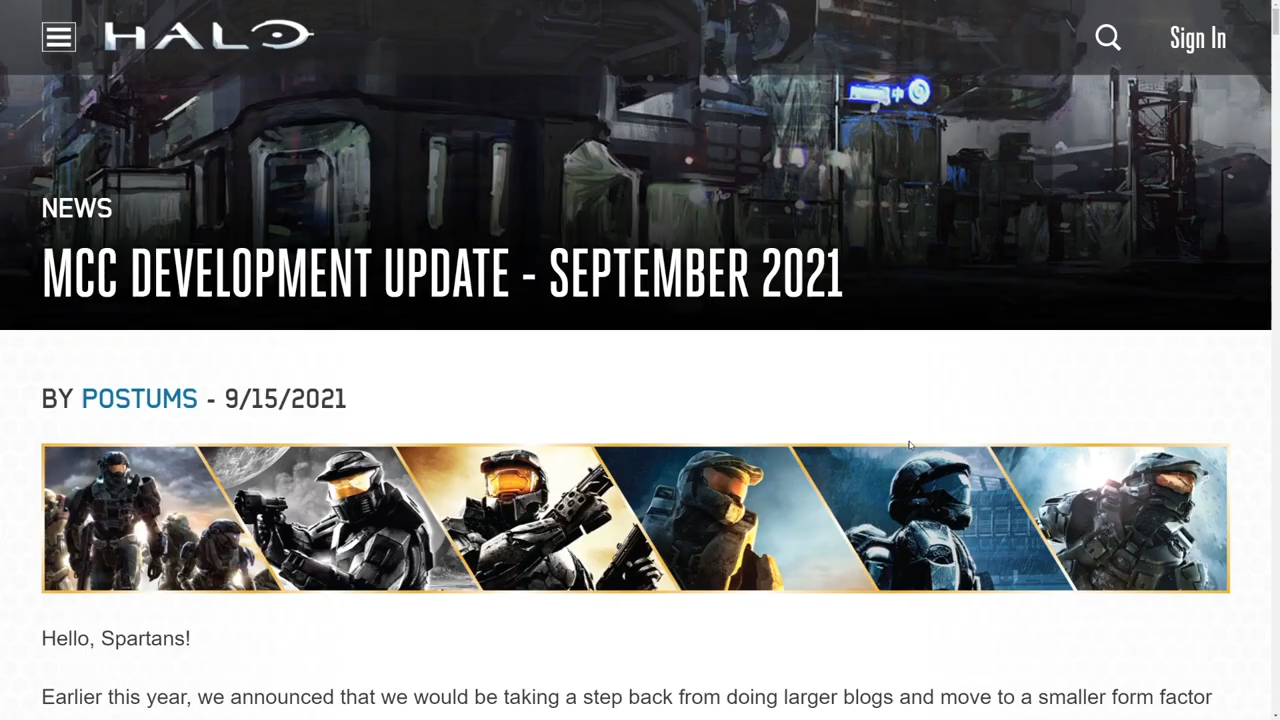 HALO
Sign In
NEWS
MCC DEVELOPMENT UPDATE - SEPTEMBER 2021
BY POSTUMS - 9/15/2021
Hello, Spartans!
Earlier this year, we announced that we would be taking a step back from doing larger blogs and move to a smaller form factor